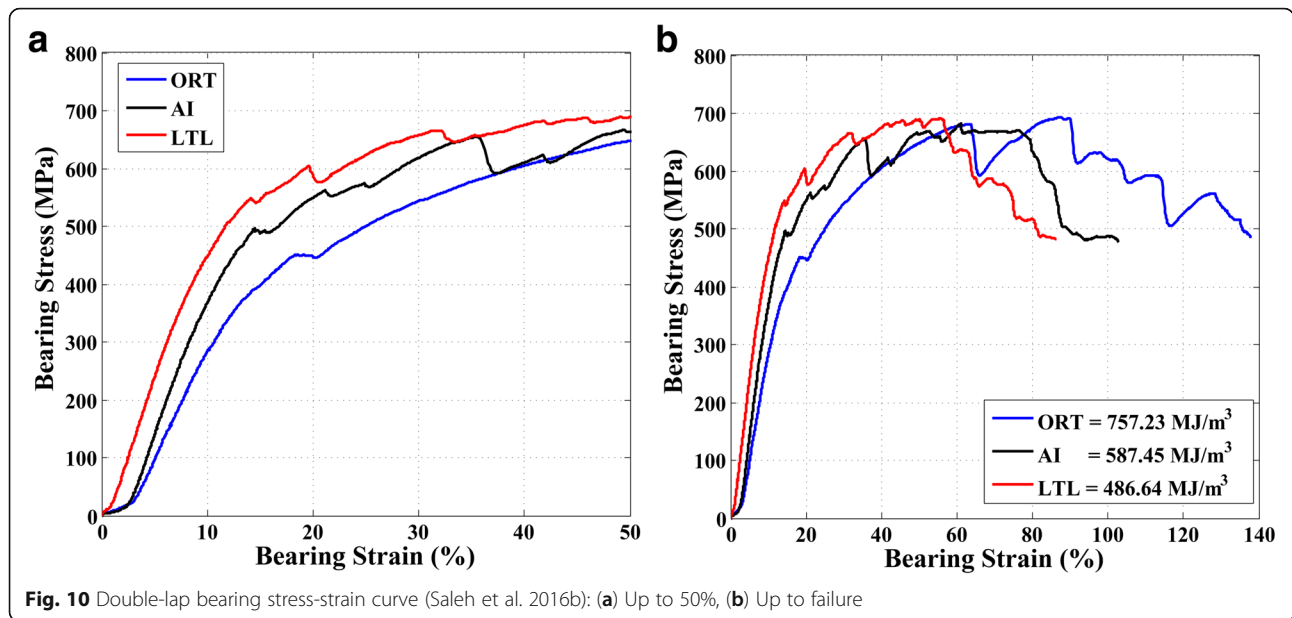 a
800
700
600
500
400
300
200
100
0
Bearing Stress (MPa)
ORT
AI
LTL
0 10 20 30 40 50
Bearing Strain (%)
b
800
700
600
500
400
300
200
100
0
Bearing Stress (MPa)
ORT = 757.23 MJ/m³
AI = 587.45 MJ/m³
LTL = 486.64 MJ/m³
0 20 40 60 80 100 120 140
Bearing Strain (%)
Fig. 10 Double-lap bearing stress-strain curve (Saleh et al. 2016b): (a) Up to 50%, (b) Up to failure